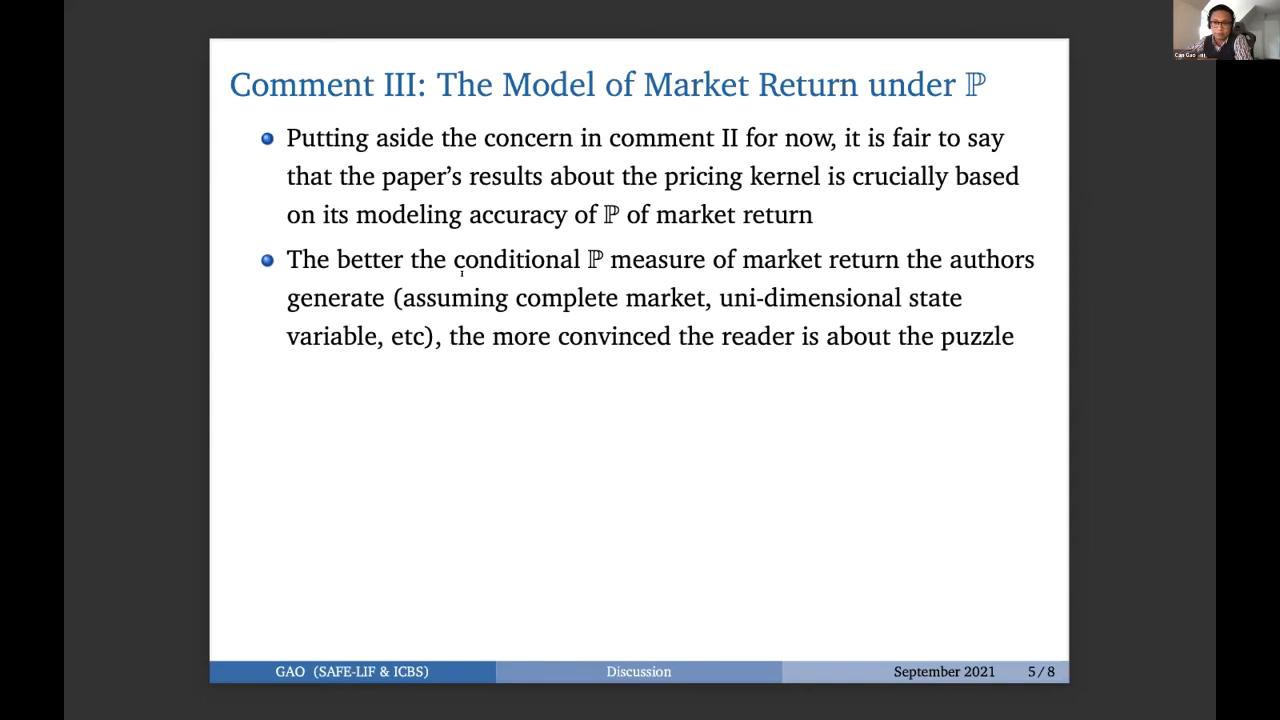 Comment III: The Model of Market Return under ℙ
Putting aside the concern in comment II for now, it is fair to say
that the paper’s results about the pricing kernel is crucially based
on its modeling accuracy of ℙ of market return
The better the conditional ℙ measure of market return the authors
generate (assuming complete market, uni-dimensional state
variable, etc), the more convinced the reader is about the puzzle
GAO (SAFE-LIF & ICBS) Discussion September 2021 5 / 8
Can Gao